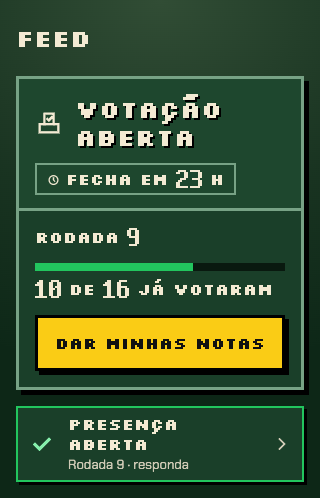 FEED
VOTAÇÃO
ABERTA
FECHA EM 23 H
RODADA 9
10 DE 16 JÁ VOTARAM
DAR MINHAS NOTAS
PRESENÇA
ABERTA
Rodada 9 · responda